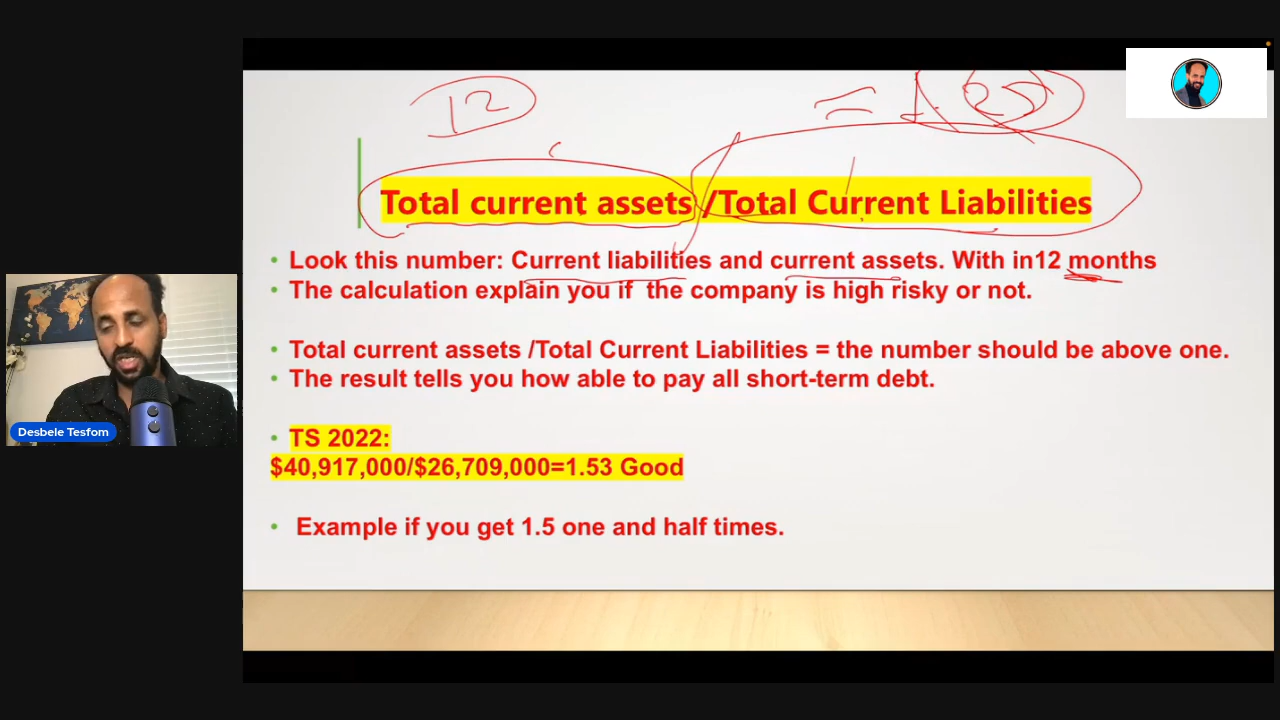 12
= 1.25
Total current assets /Total Current Liabilities
• Look this number: Current liabilities and current assets. With in12 months
• The calculation explain you if the company is high risky or not.
• Total current assets /Total Current Liabilities = the number should be above one.
• The result tells you how able to pay all short-term debt.
• TS 2022:
$40,917,000/$26,709,000=1.53 Good
• Example if you get 1.5 one and half times.
Desbele Tesfom